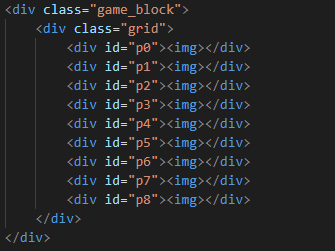 <div class="game_block">
<div class="grid">
<div id="p0"><img></div>
<div id="p1"><img></div>
<div id="p2"><img></div>
<div id="p3"><img></div>
<div id="p4"><img></div>
<div id="p5"><img></div>
<div id="p6"><img></div>
<div id="p7"><img></div>
<div id="p8"><img></div>
</div>
</div>